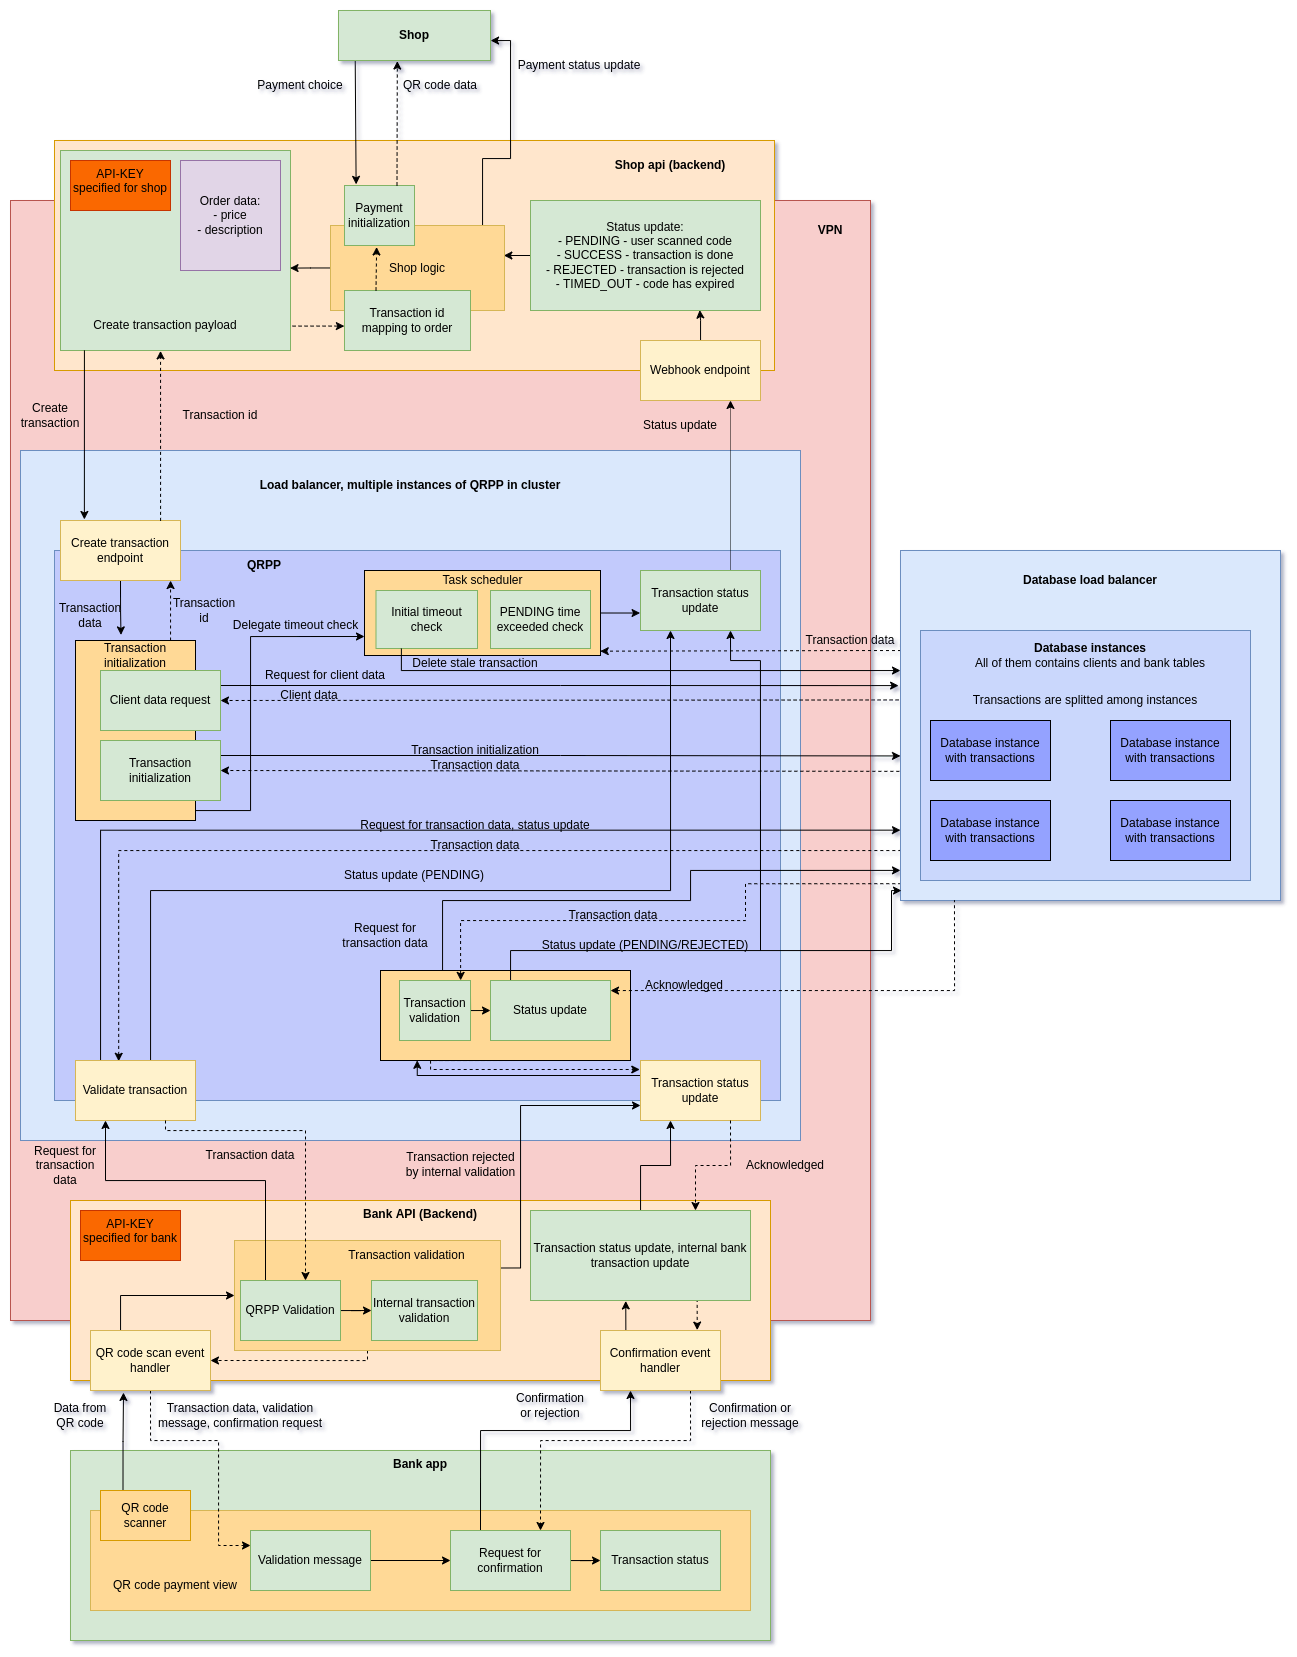 Shop
Payment choice
QR code data
Payment status update
Shop api (backend)
API-KEY
specified for shop
Order data:
- price
- description
Create transaction payload
Payment
initialization
Shop logic
Transaction id
mapping to order
Status update:
- PENDING - user scanned code
- SUCCESS - transaction is done
- REJECTED - transaction is rejected
- TIMED_OUT - code has expired
VPN
Webhook endpoint
Create
transaction
Transaction id
Status update
Load balancer, multiple instances of QRPP in cluster
Create transaction
endpoint
QRPP
Transaction
data
Transaction
id
Delegate timeout check
Task scheduler
Initial timeout
check
PENDING time
exceeded check
Transaction status
update
Transaction data
Delete stale transaction
Transaction
initialization
Client data request
Request for client data
Client data
Transaction
initialization
Transaction initialization
Transaction data
Database load balancer
Database instances
All of them contains clients and bank tables
Transactions are splitted among instances
Database instance
with transactions
Database instance
with transactions
Database instance
with transactions
Database instance
with transactions
Request for transaction data, status update
Transaction data
Status update (PENDING)
Request for
transaction data
Transaction data
Status update (PENDING/REJECTED)
Acknowledged
Transaction
validation
Status update
Validate transaction
Transaction status
update
Request for
transaction
data
Transaction data
Transaction rejected
by internal validation
Acknowledged
Bank API (Backend)
API-KEY
specified for bank
Transaction validation
QRPP Validation
Internal transaction
validation
Transaction status update, internal bank
transaction update
QR code scan event
handler
Confirmation event
handler
Data from
QR code
Transaction data, validation
message, confirmation request
Confirmation
or rejection
Confirmation or
rejection message
Bank app
QR code
scanner
Validation message
Request for
confirmation
Transaction status
QR code payment view